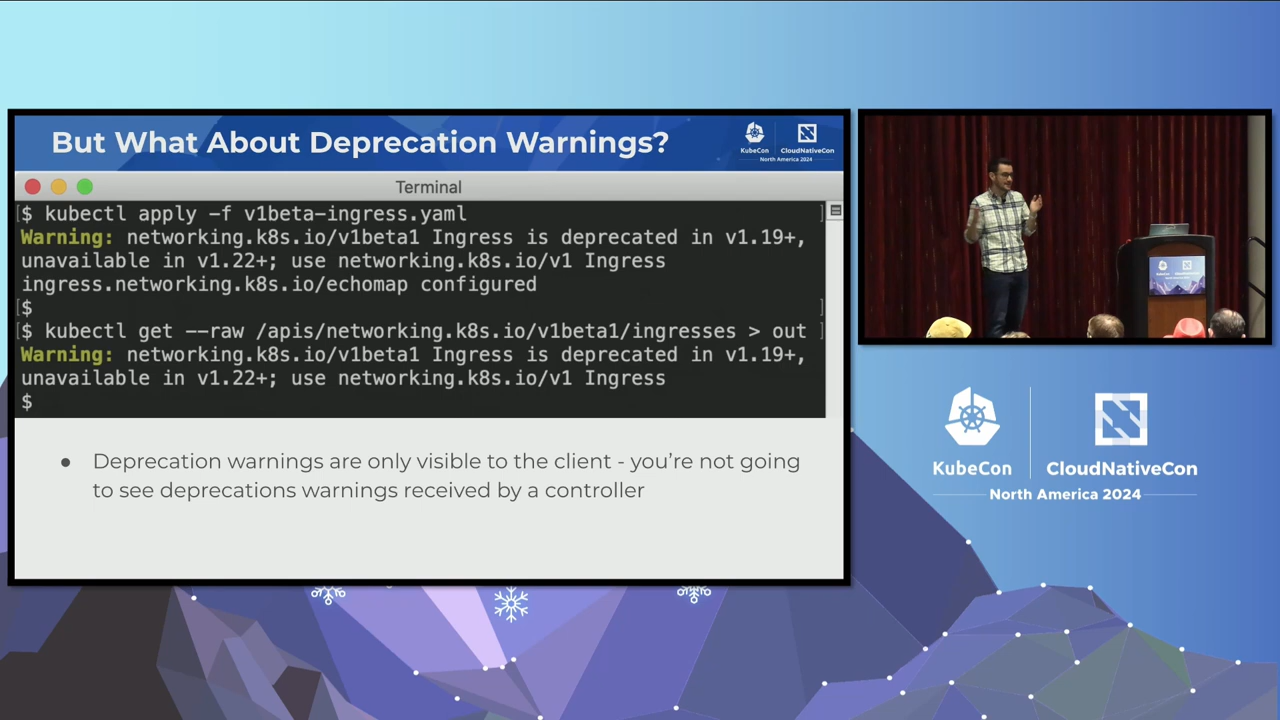 But What About Deprecation Warnings?
KubeCon
CloudNativeCon
North America 2024
Terminal
[$ kubectl apply -f v1beta-ingress.yaml ]
Warning: networking.k8s.io/v1beta1 Ingress is deprecated in v1.19+,
unavailable in v1.22+; use networking.k8s.io/v1 Ingress
ingress.networking.k8s.io/echomap configured
[$ ]
[$ kubectl get --raw /apis/networking.k8s.io/v1beta1/ingresses > out ]
Warning: networking.k8s.io/v1beta1 Ingress is deprecated in v1.19+,
unavailable in v1.22+; use networking.k8s.io/v1 Ingress
$
● Deprecation warnings are only visible to the client - you're not going
to see deprecations warnings received by a controller
KubeCon
CloudNativeCon
North America 2024